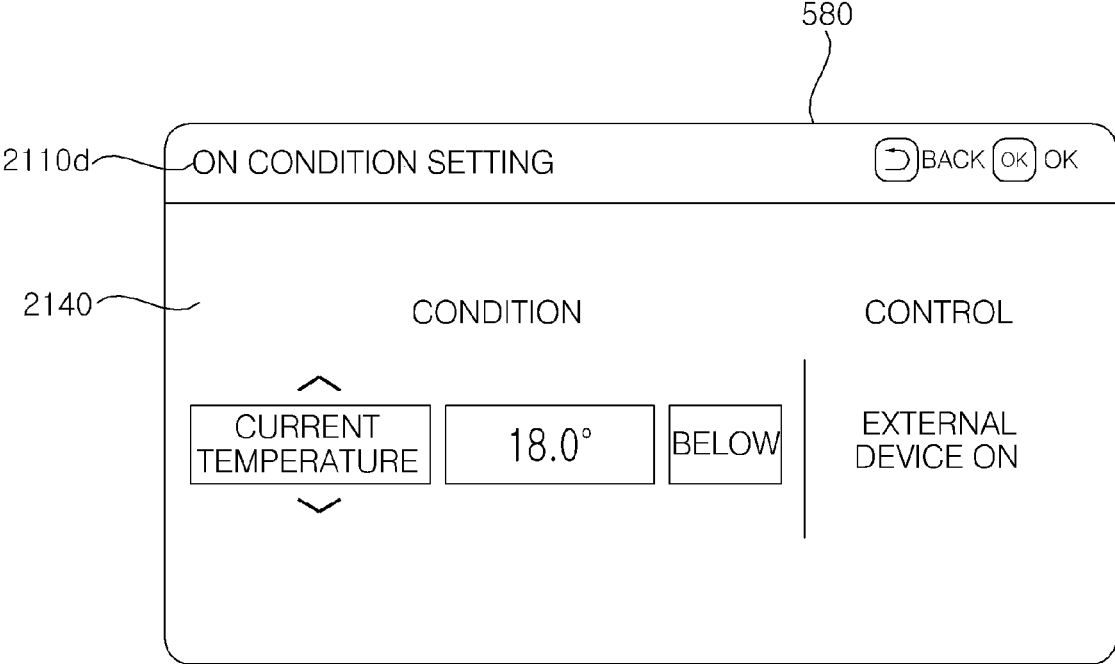 580
2110d
ON CONDITION SETTING
BACK OK OK
2140
CONDITION
CONTROL
CURRENT
TEMPERATURE
18.0°
BELOW
EXTERNAL
DEVICE ON